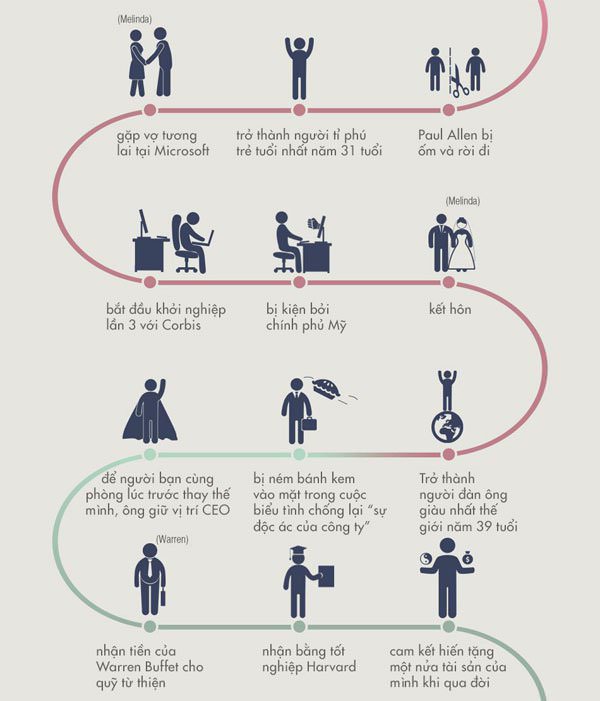 (Melinda)
gặp vợ tương
lai tại Microsoft
trở thành người tỉ phú
trẻ tuổi nhất năm 31 tuổi
Paul Allen bị
ốm và rời đi
bắt đầu khởi nghiệp
lần 3 với Corbis
bị kiện bởi
chính phủ Mỹ
(Melinda)
kết hôn
để người bạn cùng
phòng lúc trước thay thế
mình, ông giữ vị trí CEO
bị ném bánh kem
vào mặt trong cuộc
biểu tình chống lại “sự
độc ác của công ty”
Trở thành
người đàn ông
giàu nhất thế
giới năm 39 tuổi
(Warren)
nhận tiền của
Warren Buffet cho
quỹ từ thiện
nhận bằng tốt
nghiệp Harvard
cam kết hiến tặng
một nửa tài sản của
mình khi qua đời